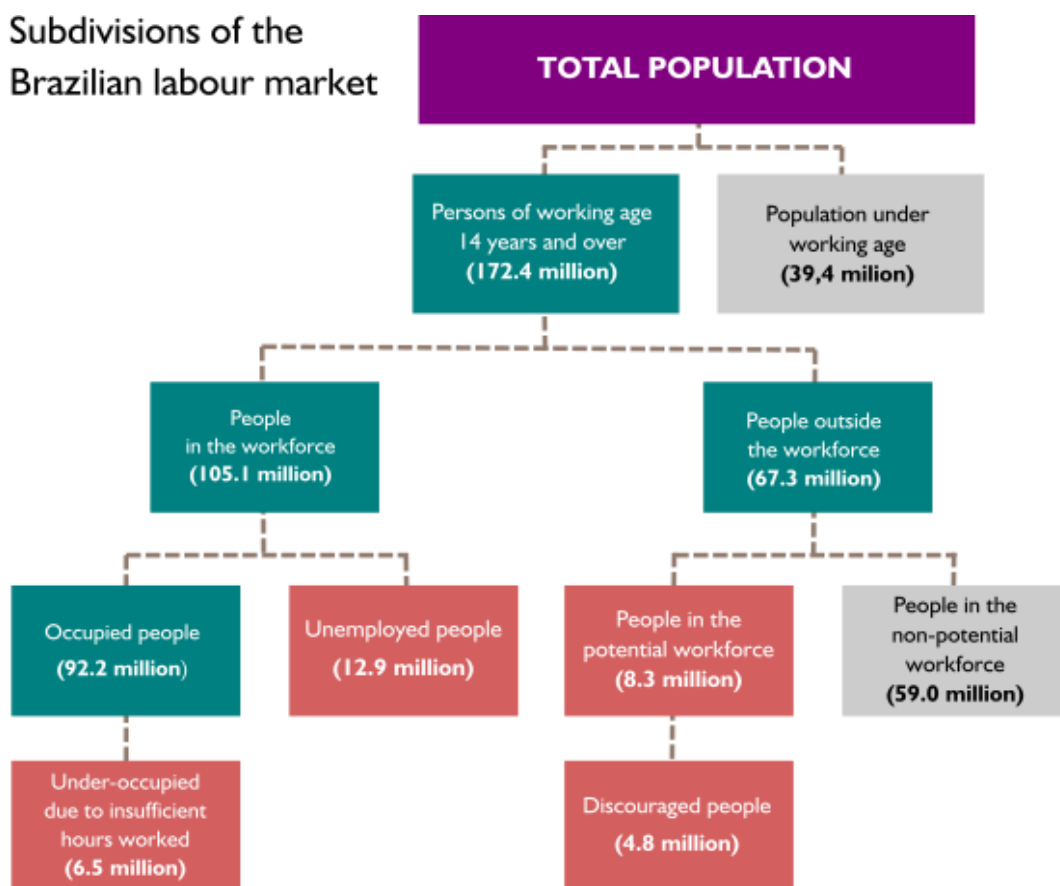 Subdivisions of the
Brazilian labour market
TOTAL POPULATION
Persons of working age
14 years and over
(172.4 million)
Population under
working age
(39,4 milion)
People
in the workforce
(105.1 million)
People outside
the workforce
(67.3 million)
Occupied people
(92.2 million)
Unemployed people
(12.9 million)
People in the
potential workforce
(8.3 million)
People in the
non-potential
workforce
(59.0 million)
Under-occupied
due to insufficient
hours worked
(6.5 million)
Discouraged people
(4.8 million)